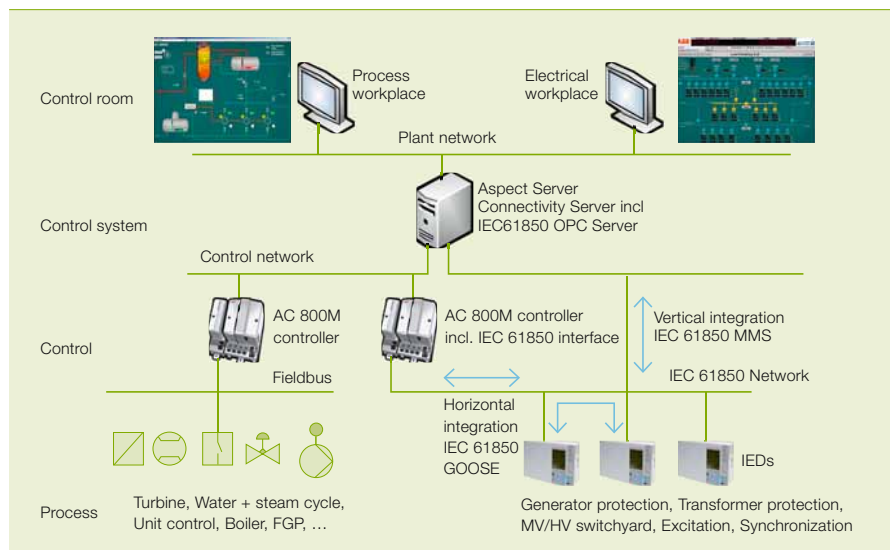 Control room
Process
workplace
Electrical
workplace
ABB
Plant network
Control system
Aspect Server
Connectivity Server incl
IEC61850 OPC Server
Control network
Control
AC 800M
controller
AC 800M controller
incl. IEC 61850 interface
Vertical integration
IEC 61850 MMS
Fieldbus
IEC 61850 Network
Horizontal
integration
IEC 61850
GOOSE
IEDs
Process
Turbine, Water + steam cycle,
Unit control, Boiler, FGP, …
Generator protection, Transformer protection,
MV/HV switchyard, Excitation, Synchronization